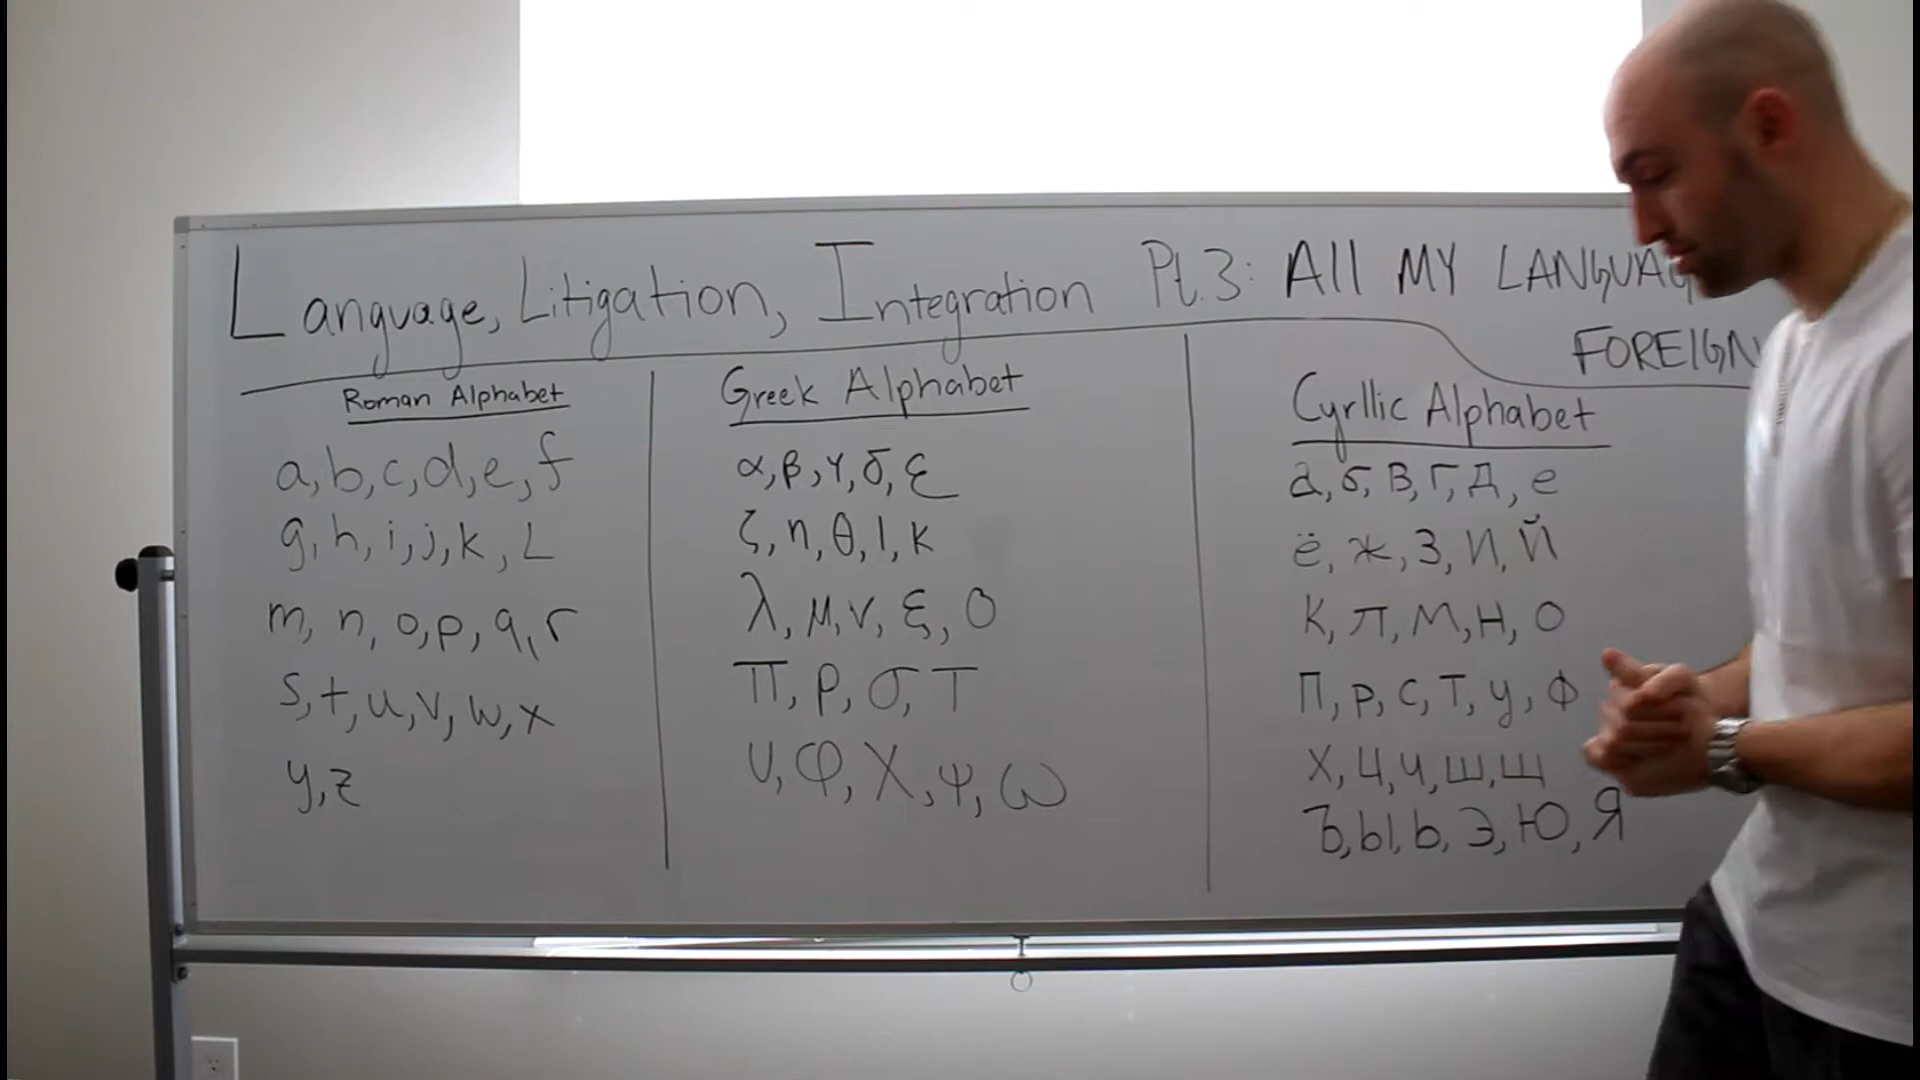 Language, Litigation, Integration Pt.3: All MY LANGUAG
FOREIGN
Roman Alphabet
a, b, c, d, e, f
g, h, i, j, k, L
m, n, o, p, q, r
s, t, u, v, w, x
y, z
Greek Alphabet
α, β, γ, δ, ε
ζ, η, θ, ι, κ
λ, μ, ν, ξ, Ο
π, ρ, σ, τ
υ, φ, χ, ψ, ω
Cyrllic Alphabet
а, б, в, г, д, е
ё, ж, з, и, й
к, л, м, н, о
п, р, с, т, у, ф
х, ц, ч, ш, щ
ъ, ы, ь, э, ю, я